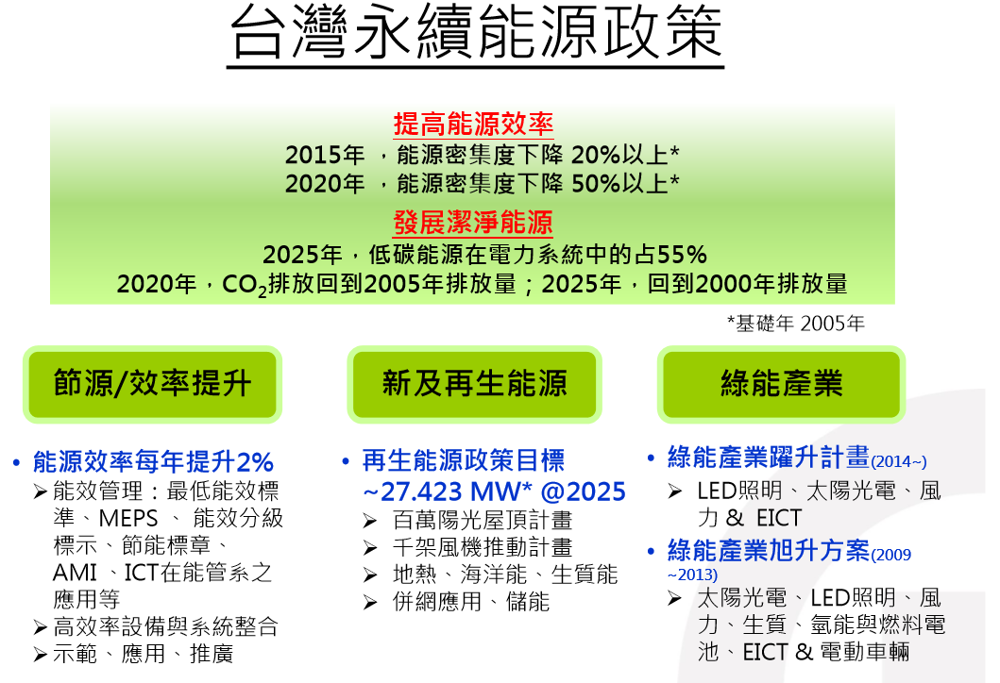 台灣永續能源政策
提高能源效率
2015年，能源密集度下降 20%以上*
2020年，能源密集度下降 50%以上*
發展潔淨能源
2025年，低碳能源在電力系統中的占55%
2020年，CO₂排放回到2005年排放量；2025年，回到2000年排放量
*基礎年 2005年
節源/效率提升
• 能源效率每年提升2%
➢能效管理：最低能效標
準、MEPS 、 能效分級
標示、節能標章、
AMI 、ICT在能管系之
應用等
➢高效率設備與系統整合
➢示範、應用、推廣
新及再生能源
• 再生能源政策目標
~27.423 MW* @2025
➢ 百萬陽光屋頂計畫
➢ 千架風機推動計畫
➢ 地熱、海洋能、生質能
➢ 併網應用、儲能
綠能產業
• 綠能產業躍升計畫(2014~)
➢ LED照明、太陽光電、風
力 & EICT
• 綠能產業旭升方案(2009
~2013)
➢ 太陽光電、LED照明、風
力、生質、氫能與燃料電
池、EICT & 電動車輛